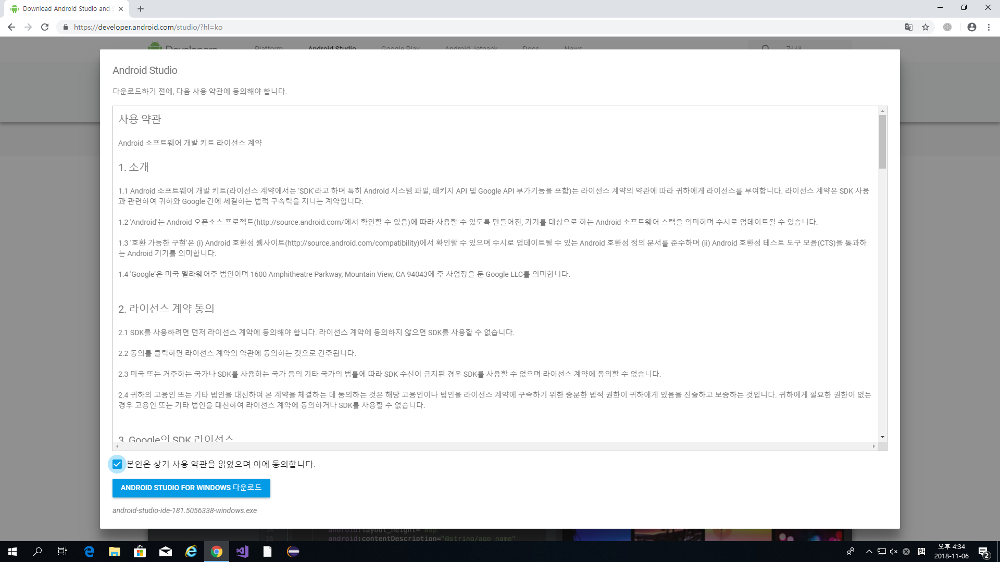 Download Android Studio and
https://developer.android.com/studio/?hl=ko
Developers Platform Android Studio Google Play Android Jetpack Docs News 검색
Android Studio
다운로드하기 전에, 다음 사용 약관에 동의해야 합니다.
사용 약관
Android 소프트웨어 개발 키트 라이선스 계약
1. 소개
1.1 Android 소프트웨어 개발 키트(라이선스 계약에서는 'SDK'라고 하며 특히 Android 시스템 파일, 패키지 API 및 Google API 부가기능을 포함)는 라이선스 계약의 약관에 따라 귀하에게 라이선스를 부여합니다. 라이선스 계약은 SDK 사용
과 관련하여 귀하와 Google 간에 체결하는 법적 구속력을 지니는 계약입니다.
1.2 'Android'는 Android 오픈소스 프로젝트(http://source.android.com/에서 확인할 수 있음)에 따라 사용할 수 있도록 만들어진, 기기를 대상으로 하는 Android 소프트웨어 스택을 의미하며 수시로 업데이트될 수 있습니다.
1.3 '호환 가능한 구현'은 (i) Android 호환성 웹사이트(http://source.android.com/compatibility)에서 확인할 수 있으며 수시로 업데이트될 수 있는 Android 호환성 정의 문서를 준수하며 (ii) Android 호환성 테스트 도구 모음(CTS)을 통과하
는 Android 기기를 의미합니다.
1.4 'Google'은 미국 델라웨어주 법인이며 1600 Amphitheatre Parkway, Mountain View, CA 94043에 주 사업장을 둔 Google LLC를 의미합니다.
2. 라이선스 계약 동의
2.1 SDK를 사용하려면 먼저 라이선스 계약에 동의해야 합니다. 라이선스 계약에 동의하지 않으면 SDK를 사용할 수 없습니다.
2.2 동의를 클릭하면 라이선스 계약의 약관에 동의하는 것으로 간주됩니다.
2.3 미국 또는 거주하는 국가나 SDK를 사용하는 국가 등의 기타 국가의 법률에 따라 SDK 수신이 금지된 경우 SDK를 사용할 수 없으며 라이선스 계약에 동의할 수 없습니다.
2.4 귀하의 고용인 또는 기타 법인을 대신하여 본 계약을 체결하는 데 동의하는 것은 해당 고용인이나 법인을 라이선스 계약에 구속하기 위한 충분한 법적 권한이 귀하에게 있음을 진술하고 보증하는 것입니다. 귀하에게 필요한 권한이 없는
경우 고용인 또는 기타 법인을 대신하여 라이선스 계약에 동의하거나 SDK를 사용할 수 없습니다.
3. Google의 SDK 라이선스
본인은 상기 사용 약관을 읽었으며 이에 동의합니다.
ANDROID STUDIO FOR WINDOWS 다운로드
android-studio-ide-181.5056338-windows.exe
14 android:layout_height="0dp"
15 android:contentDescription="@string/app_name"
한
오후 4:34
2018-11-06
2